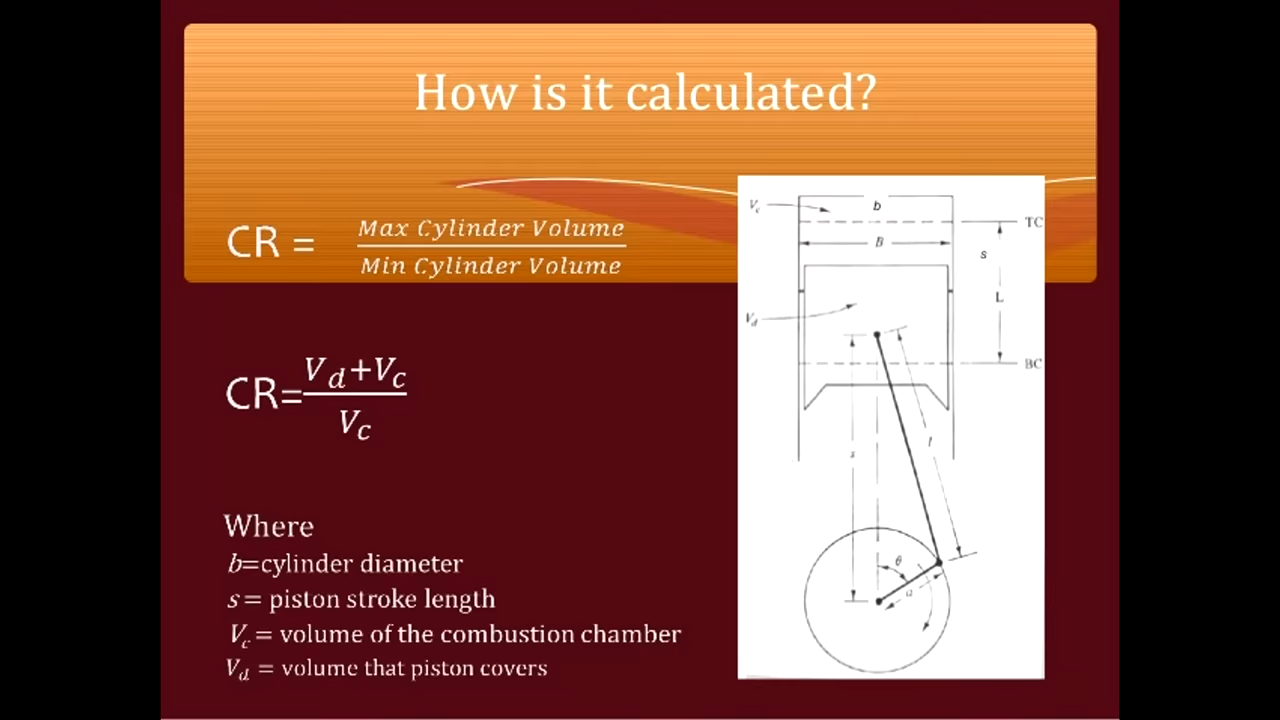 How is it calculated?
CR = Max Cylinder Volume / Min Cylinder Volume
CR= V_d+V_c / V_c
Where
b=cylinder diameter
s = piston stroke length
V_c = volume of the combustion chamber
V_d = volume that piston covers
V_c
b
TC
B
s
L
V_d
BC
s
l
θ
a